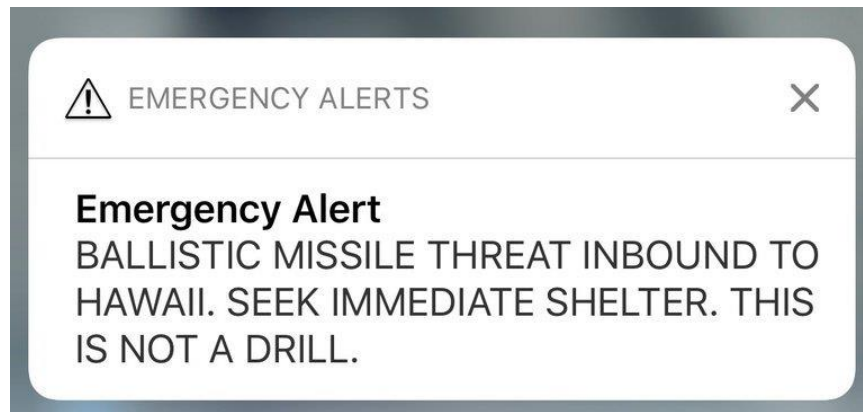 EMERGENCY ALERTS
Emergency Alert
BALLISTIC MISSILE THREAT INBOUND TO
HAWAII. SEEK IMMEDIATE SHELTER. THIS
IS NOT A DRILL.